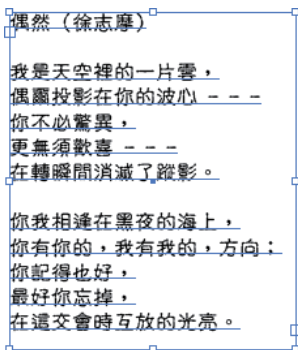 偶然（徐志摩）
我是天空裡的一片雲，
偶爾投影在你的波心 - - -
你不必驚異，
更無須歡喜 - - -
在轉瞬間消滅了蹤影。
你我相逢在黑夜的海上，
你有你的，我有我的，方向；
你記得也好，
最好你忘掉，
在這交會時互放的光亮。